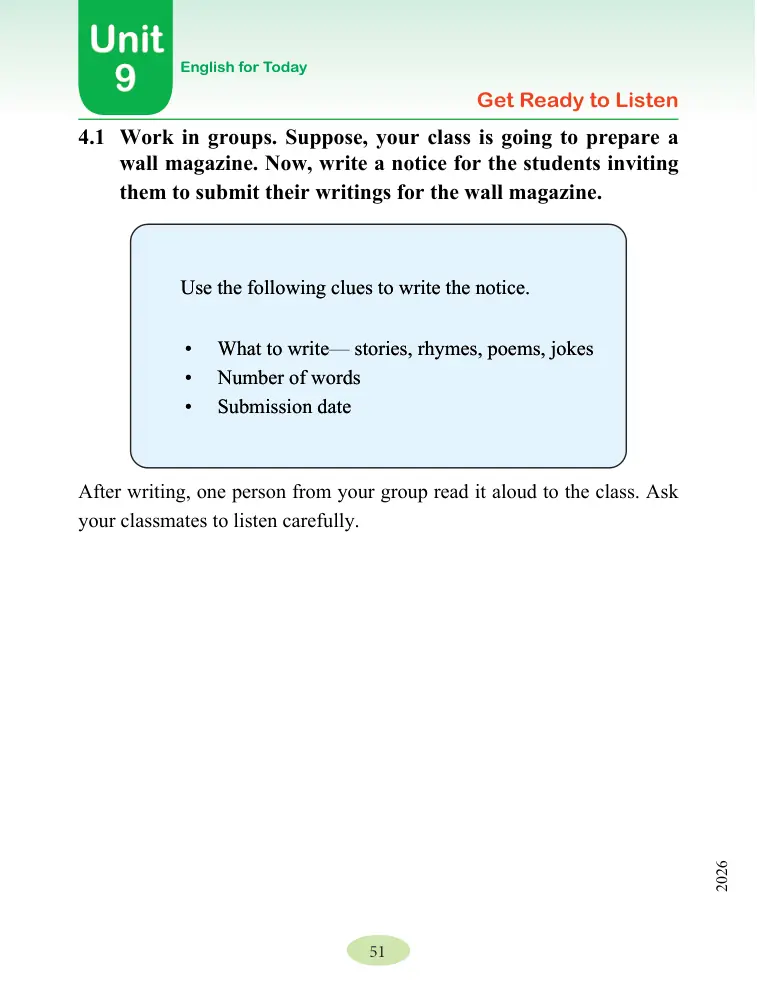 Unit
9
English for Today
Get Ready to Listen
4.1 Work in groups. Suppose, your class is going to prepare a
wall magazine. Now, write a notice for the students inviting
them to submit their writings for the wall magazine.
Use the following clues to write the notice.
• What to write— stories, rhymes, poems, jokes
• Number of words
• Submission date
After writing, one person from your group read it aloud to the class. Ask
your classmates to listen carefully.
2026
51